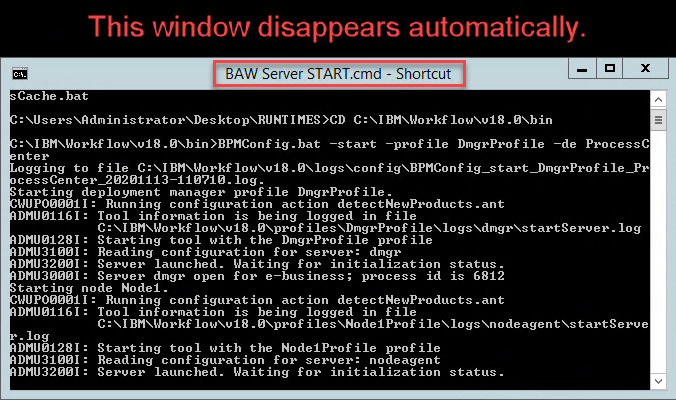 This window disappears automatically.
BAW Server START.cmd - Shortcut
sCache.bat
C:\Users\Administrator\Desktop\RUNTIMES>CD C:\IBM\Workflow\v18.0\bin
C:\IBM\Workflow\v18.0\bin>BPMConfig.bat -start -profile DmgrProfile -de ProcessC
enter
Logging to file C:\IBM\Workflow\v18.0\logs\config\BPMConfig_start_DmgrProfile_Pr
ocessCenter_20201113-110710.log.
Starting deployment manager profile DmgrProfile.
CWUPO0001I: Running configuration action detectNewProducts.ant
ADMU0116I: Tool information is being logged in file
C:\IBM\Workflow\v18.0\profiles\DmgrProfile\logs\dmgr\startServer.log
ADMU0128I: Starting tool with the DmgrProfile profile
ADMU3100I: Reading configuration for server: dmgr
ADMU3200I: Server launched. Waiting for initialization status.
ADMU3000I: Server dmgr open for e-business; process id is 6812
Starting node Node1.
CWUPO0001I: Running configuration action detectNewProducts.ant
ADMU0116I: Tool information is being logged in file
C:\IBM\Workflow\v18.0\profiles\Node1Profile\logs\nodeagent\startServe
r.log
ADMU0128I: Starting tool with the Node1Profile profile
ADMU3100I: Reading configuration for server: nodeagent
ADMU3200I: Server launched. Waiting for initialization status.